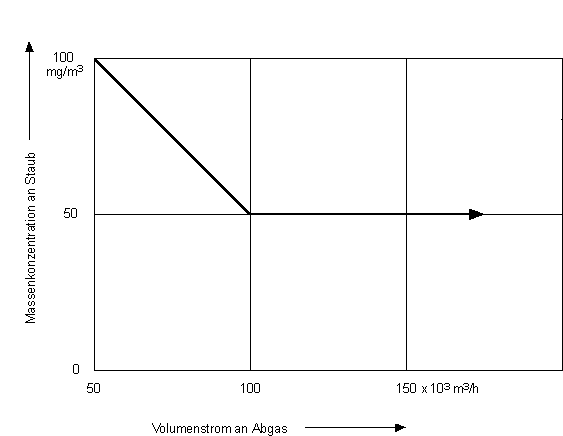 100
mg/m³
Massenkonzentration an Staub
50
0
50
100
150 x 10³ m³/h
Volumenstrom an Abgas